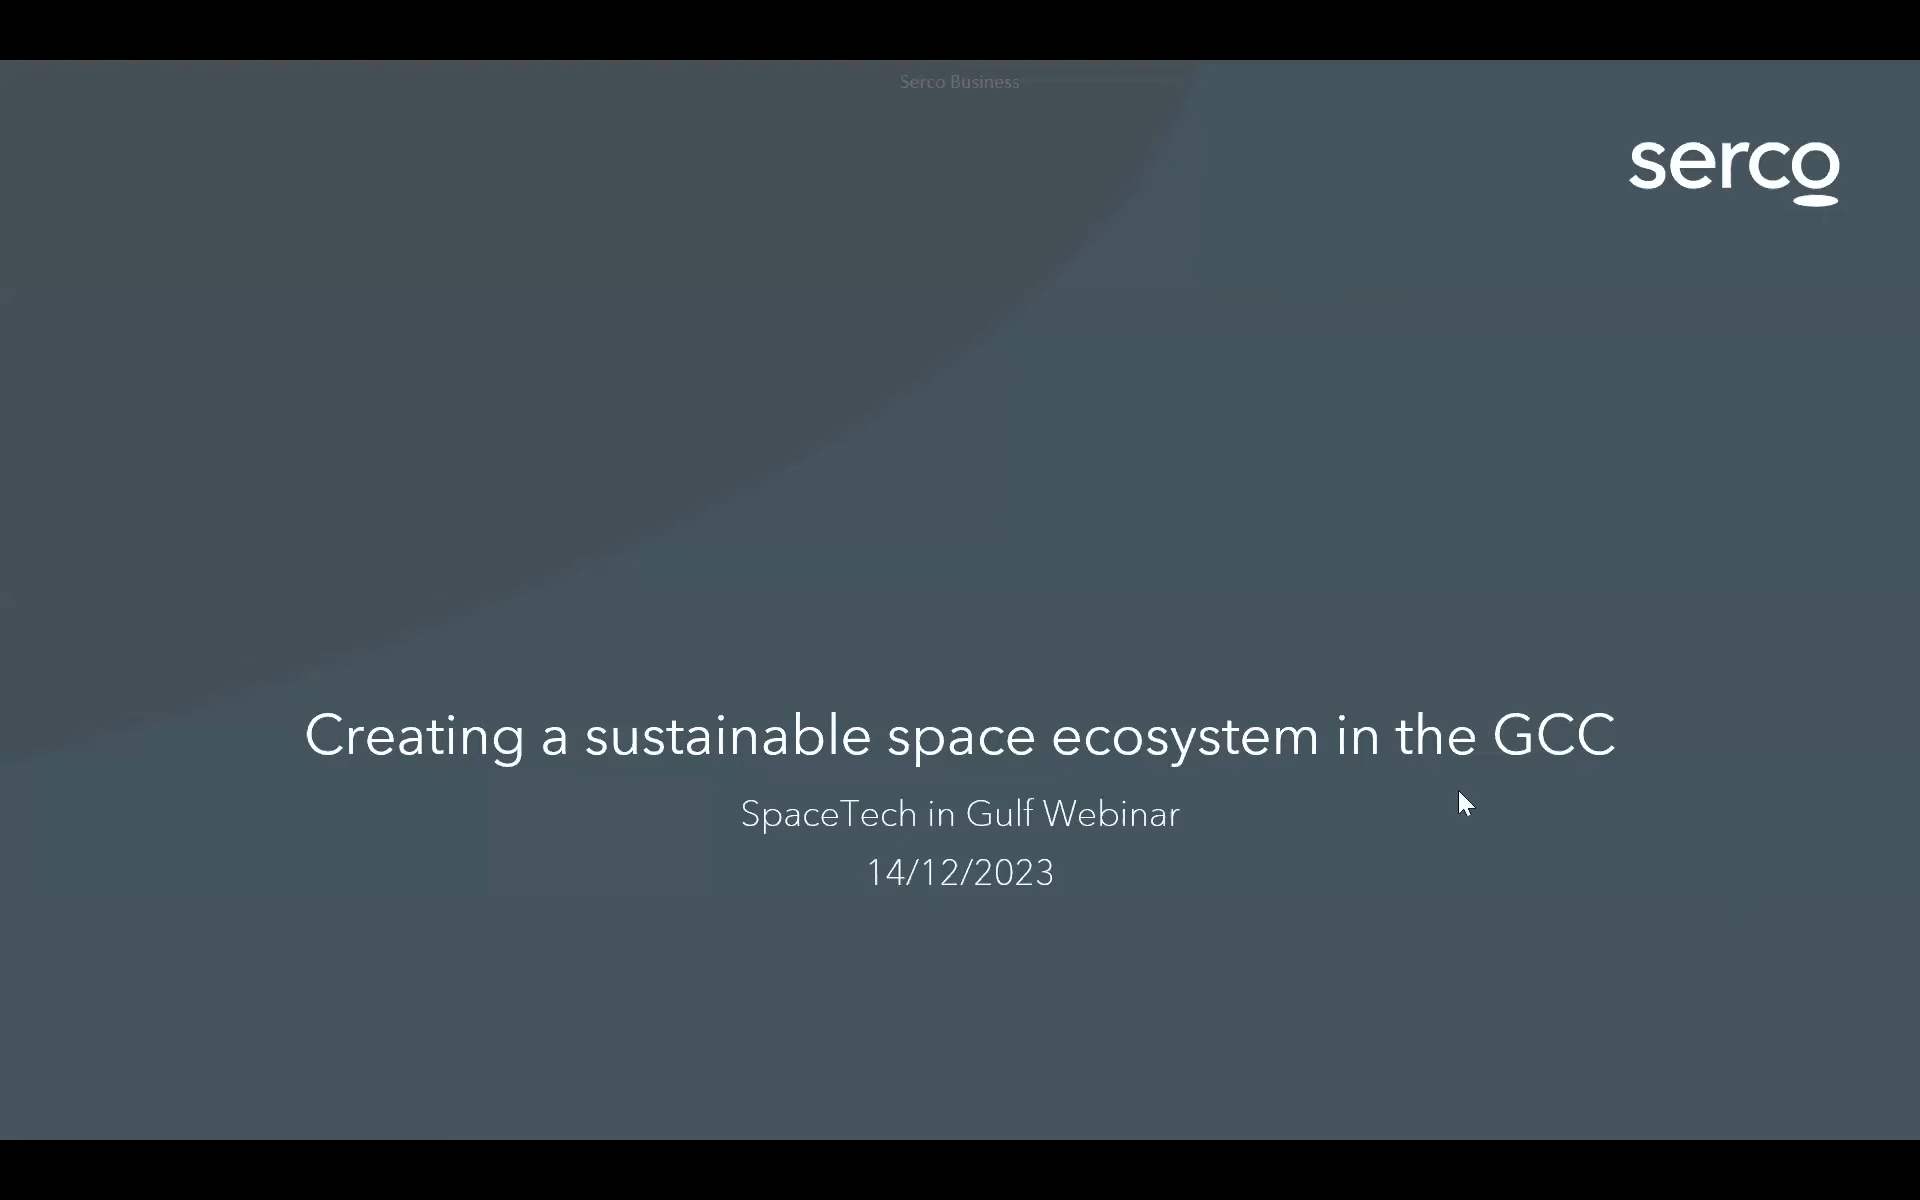 Serco Business
serco
Creating a sustainable space ecosystem in the GCC
SpaceTech in Gulf Webinar
14/12/2023